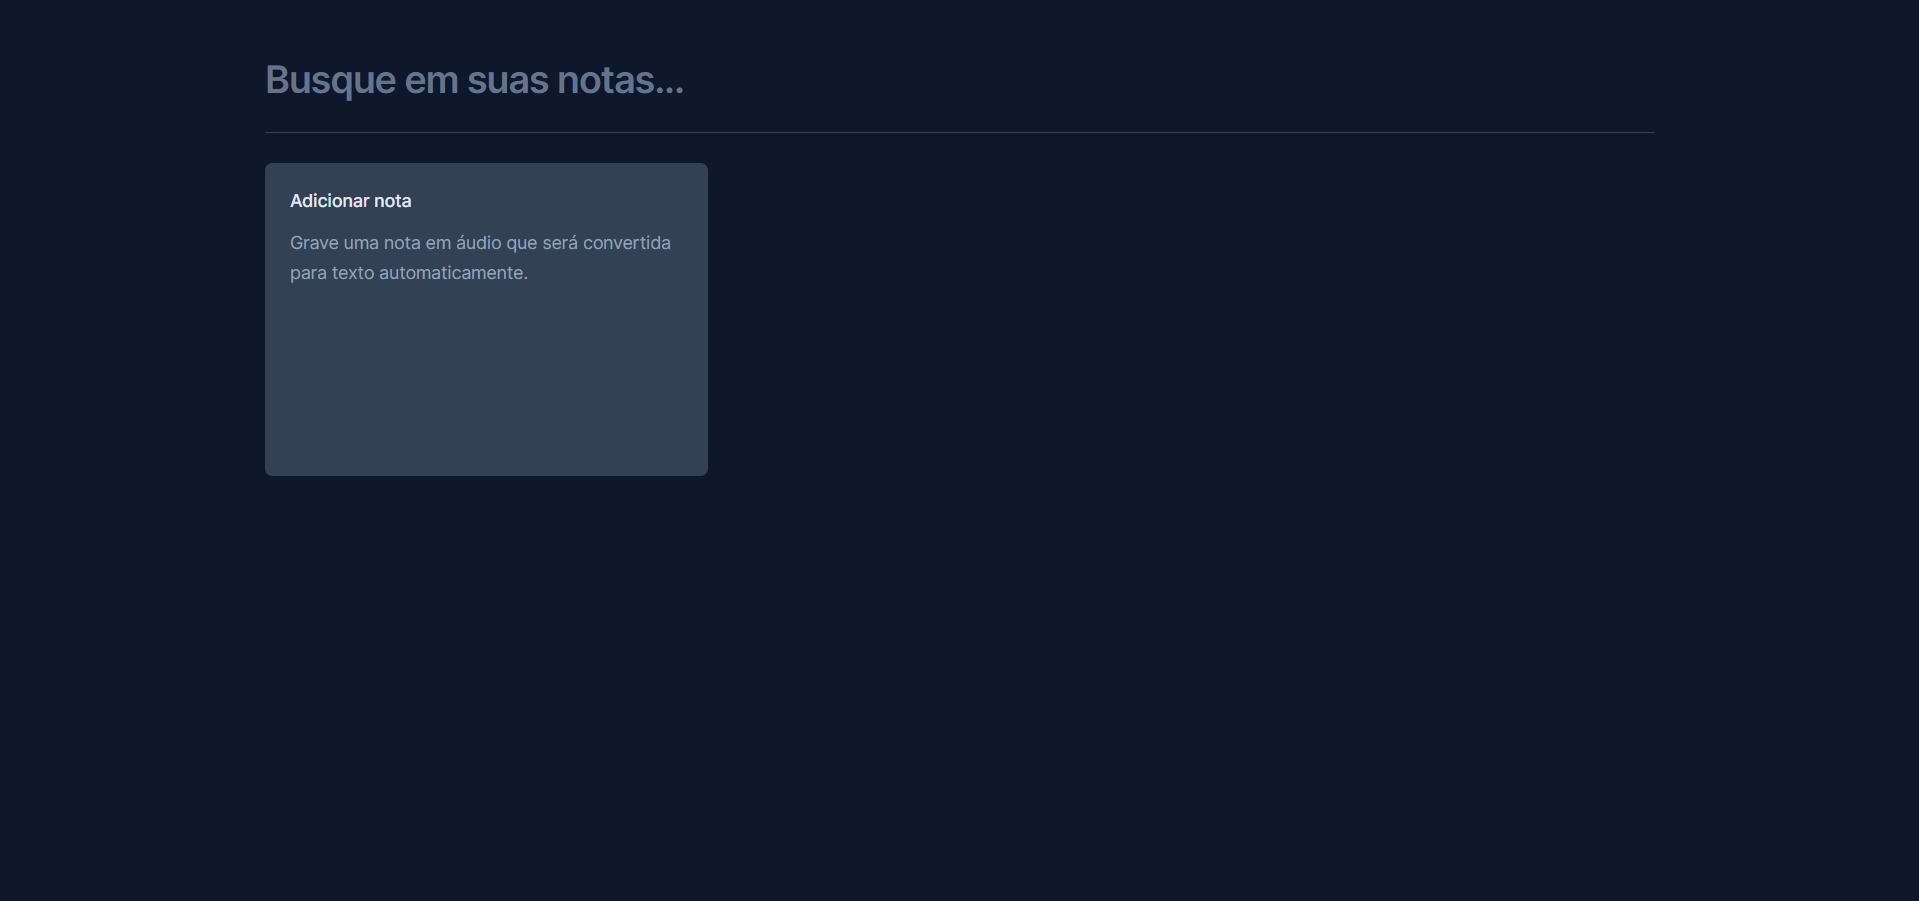 Busque em suas notas...
Adicionar nota
Grave uma nota em áudio que será convertida
para texto automaticamente.